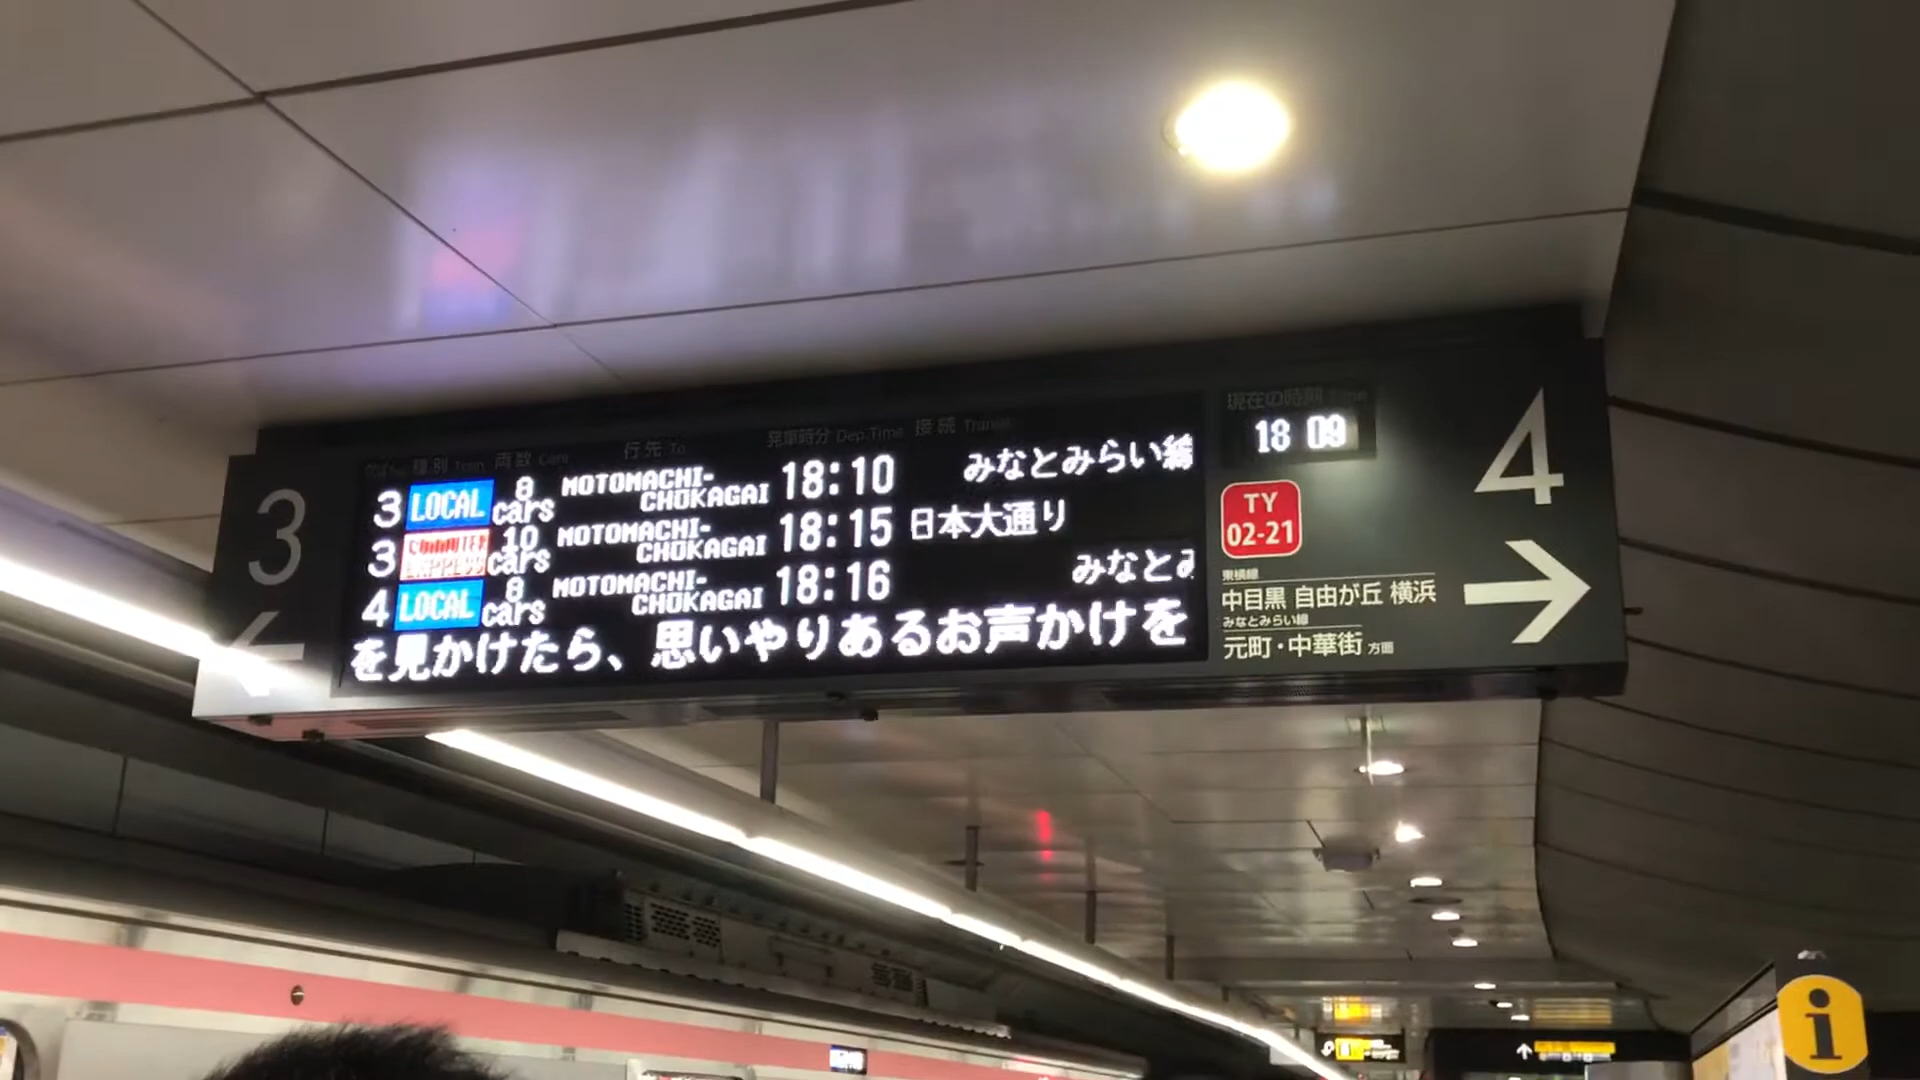 3
番線 種別 Train 両数 Cars 行先 To 発車時分 Dep.Time 接続 Transit
3 LOCAL 8 cars MOTOMACHI-CHŪKAGAI 18:10 みなとみらい線
3 COMMUTER EXPRESS 10 cars MOTOMACHI-CHŪKAGAI 18:15 日本大通り
4 LOCAL 8 cars MOTOMACHI-CHŪKAGAI 18:16 みなとみ
を見かけたら、思いやりあるお声かけを
現在の時刻 Time
18 09
TY
02-21
東横線
中目黒 自由が丘 横浜
みなとみらい線
元町・中華街 方面
4
i